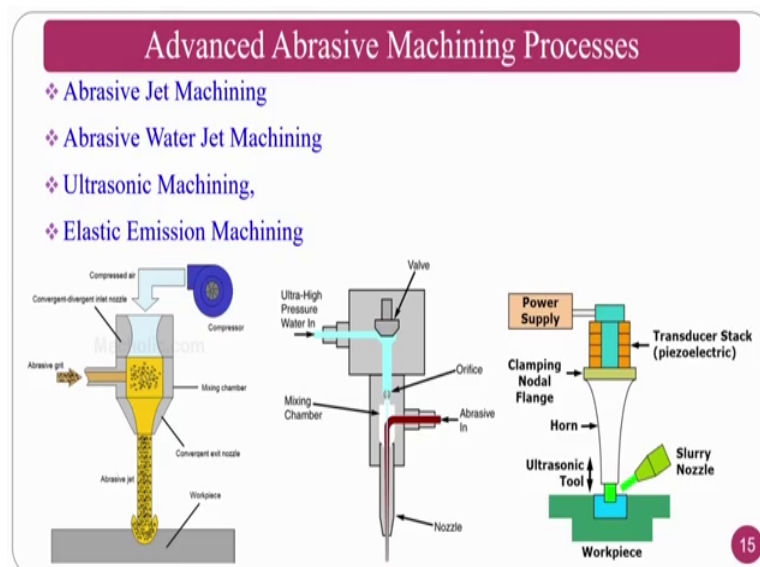 Advanced Abrasive Machining Processes
Abrasive Jet Machining
Abrasive Water Jet Machining
Ultrasonic Machining,
Elastic Emission Machining
Compressed air
Convergent-divergent inlet nozzle
Compressor
Abrasive grit
Mixing chamber
Convergent exit nozzle
Abrasive jet
Workpiece
Valve
Ultra-High
Pressure
Water In
Orifice
Mixing
Chamber
Abrasive
In
Nozzle
Power
Supply
Transducer Stack
(piezoelectric)
Clamping
Nodal
Flange
Horn
Slurry
Nozzle
Ultrasonic
Tool
Workpiece
15